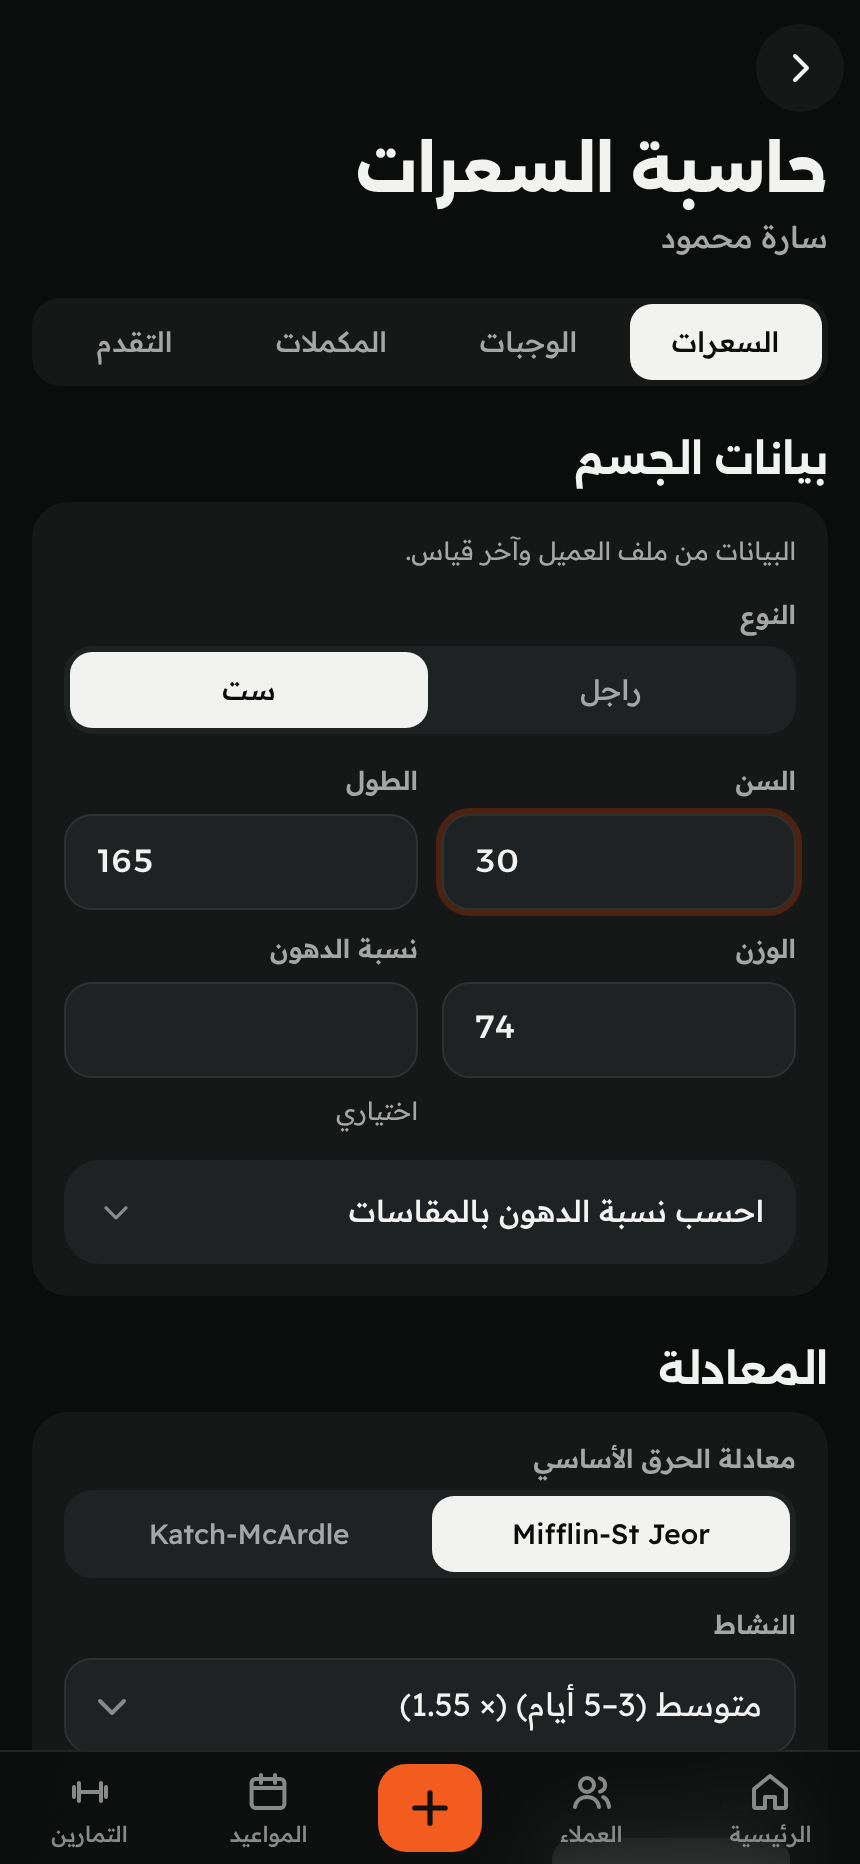 حاسبة السعرات
سارة محمود
السعرات الوجبات المكملات التقدم
بيانات الجسم
البيانات من ملف العميل وآخر قياس.
النوع
راجل ست
السن الطول
30 165
الوزن نسبة الدهون
74
اختياري
احسب نسبة الدهون بالمقاسات
المعادلة
معادلة الحرق الأساسي
Mifflin-St Jeor Katch-McArdle
النشاط
متوسط (3–5 أيام) (× 1.55)
الرئيسية العملاء المواعيد التمارين